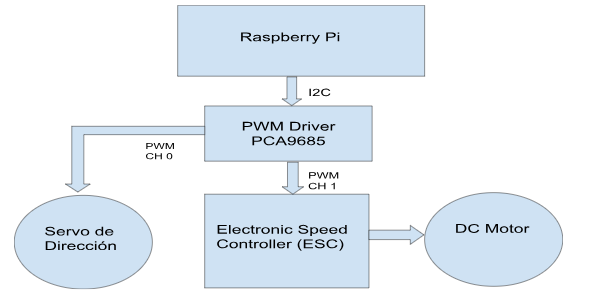 Raspberry Pi
I2C
PWM Driver
PCA9685
PWM
CH 0
PWM
CH 1
Servo de
Dirección
Electronic Speed
Controller (ESC)
DC Motor